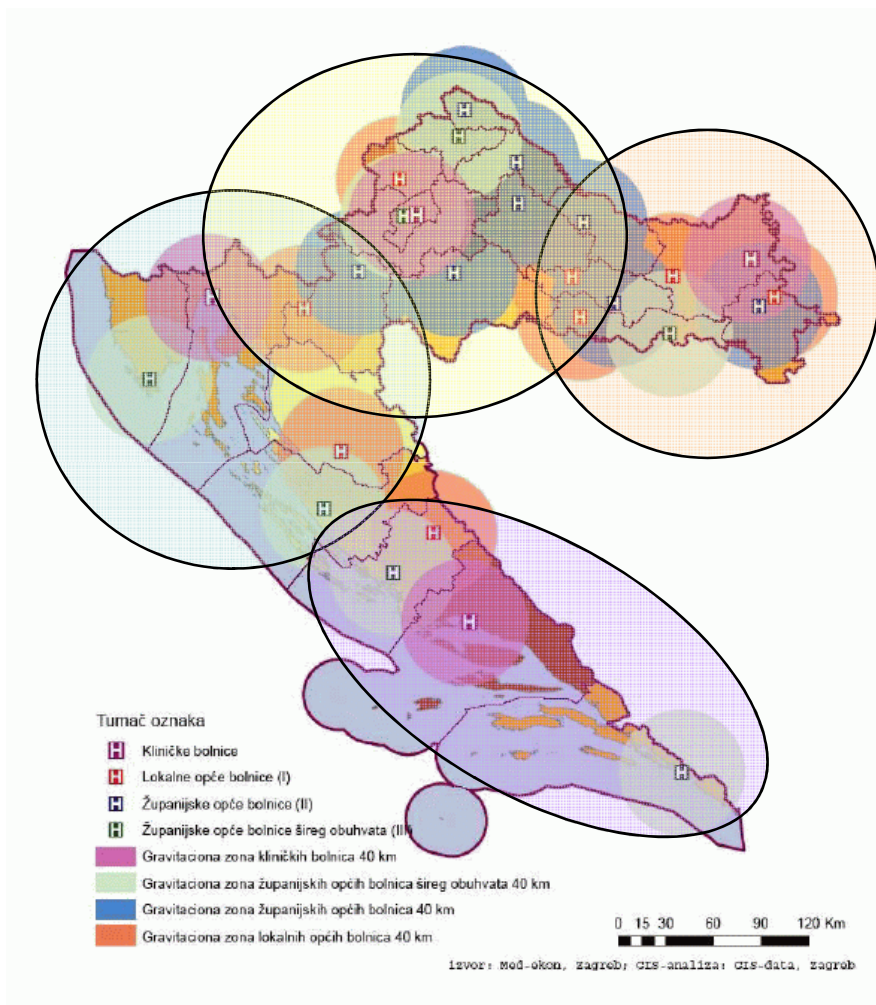 Tumač oznaka
H Kliničke bolnice
H Lokalne opće bolnice (I)
H Županijske opće bolnice (II)
H Županijske opće bolnice šireg obuhvata (III)
Gravitaciona zona kliničkih bolnica 40 km
Gravitaciona zona županijskih općih bolnica šireg obuhvata 40 km
Gravitaciona zona županijskih općih bolnica 40 km
Gravitaciona zona lokalnih općih bolnica 40 km
0 15 30 60 90 120 Km
izvor: Med-ekon, Zagreb; GIS-analiza: GIS-data, Zagreb